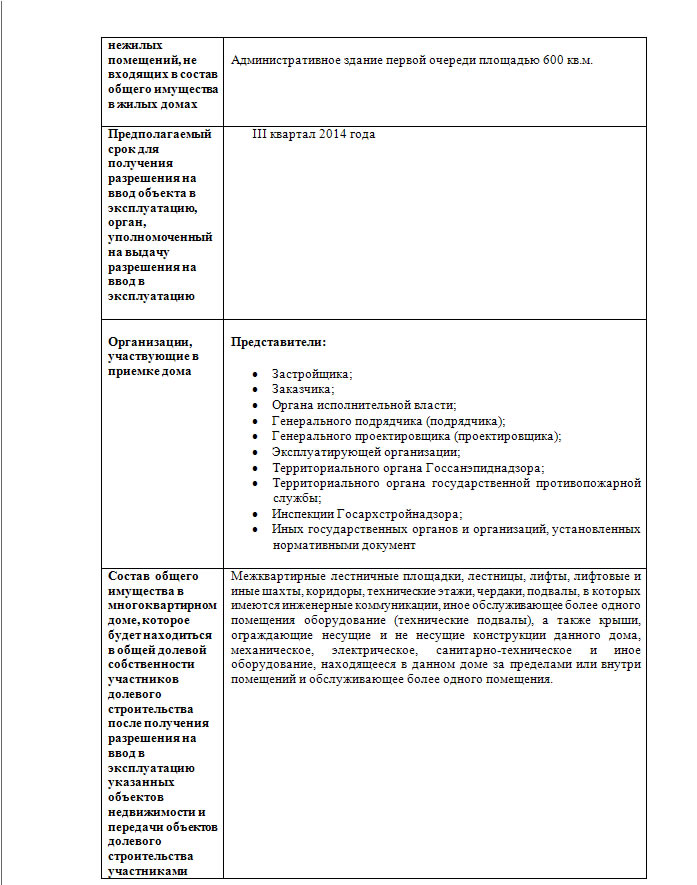 нежилых
помещений, не
входящих в состав
общего имущества
в жилых домах
Административное здание первой очереди площадью 600 кв.м.
Предполагаемый
срок для
получения
разрешения на
ввод объекта в
эксплуатацию,
орган,
уполномоченный
на выдачу
разрешения на
ввод в
эксплуатацию
III квартал 2014 года
Организации,
участвующие в
приемке дома
Представители:
• Застройщика;
• Заказчика;
• Органа исполнительной власти;
• Генерального подрядчика (подрядчика);
• Генерального проектировщика (проектировщика);
• Эксплуатирующей организации;
• Территориального органа Госсанэпиднадзора;
• Территориального органа государственной противопожарной
службы;
• Инспекции Госархстройнадзора;
• Иных государственных органов и организаций, установленных
нормативными документ
Состав общего
имущества в
многоквартирном
доме, которое
будет находиться
в общей долевой
собственности
участников
долевого
строительства
после получения
разрешения на
ввод в
эксплуатацию
указанных
объектов
недвижимости и
передачи объектов
долевого
строительства
участниками
Межквартирные лестничные площадки, лестницы, лифты, лифтовые и
иные шахты, коридоры, технические этажи, чердаки, подвалы, в которых
имеются инженерные коммуникации, иное обслуживающее более одного
помещения оборудование (технические подвалы), а также крыши,
ограждающие несущие и не несущие конструкции данного дома,
механическое, электрическое, санитарно-техническое и иное
оборудование, находящееся в данном доме за пределами или внутри
помещений и обслуживающее более одного помещения.